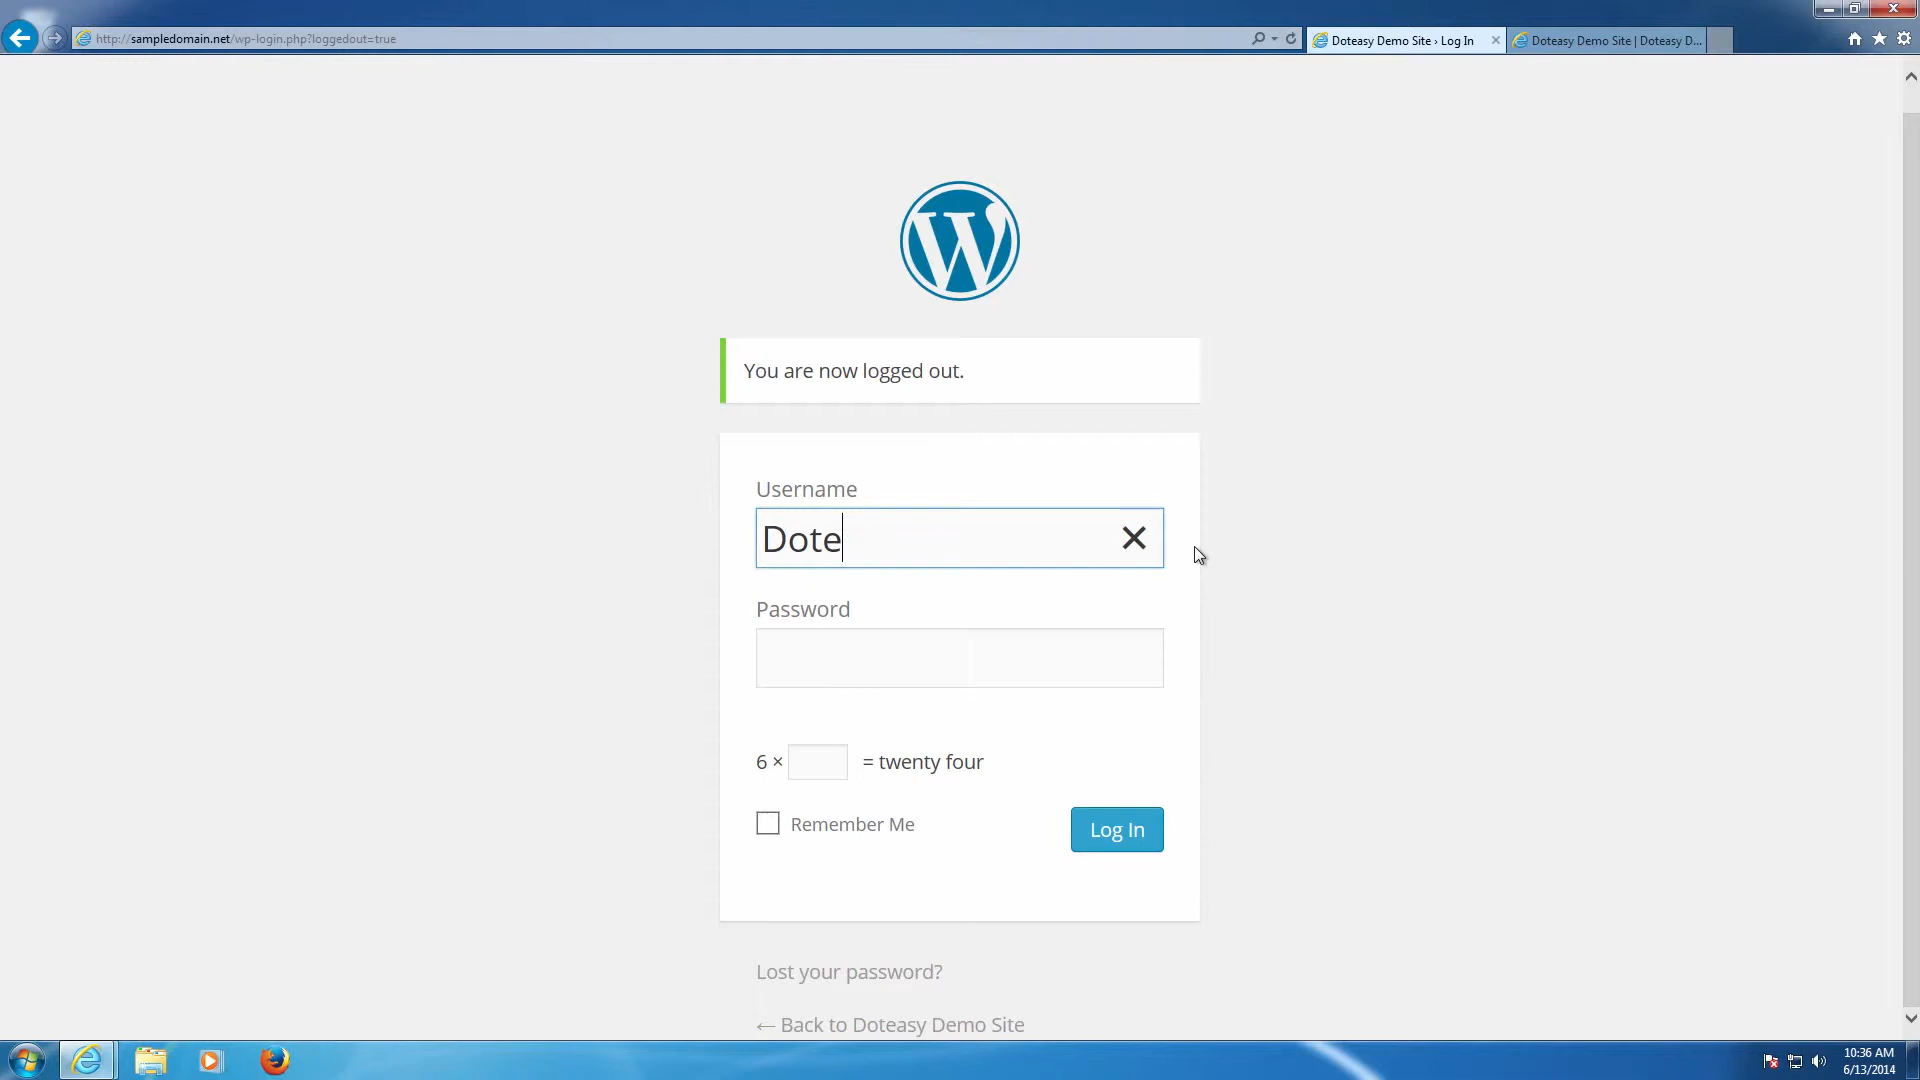 http://sampledomain.net/wp-login.php?loggedout=true
Doteasy Demo Site › Log In
Doteasy Demo Site | Doteasy D...
You are now logged out.
Username
Dote
Password
6 × = twenty four
Remember Me
Log In
Lost your password?
← Back to Doteasy Demo Site
10:36 AM
6/13/2014